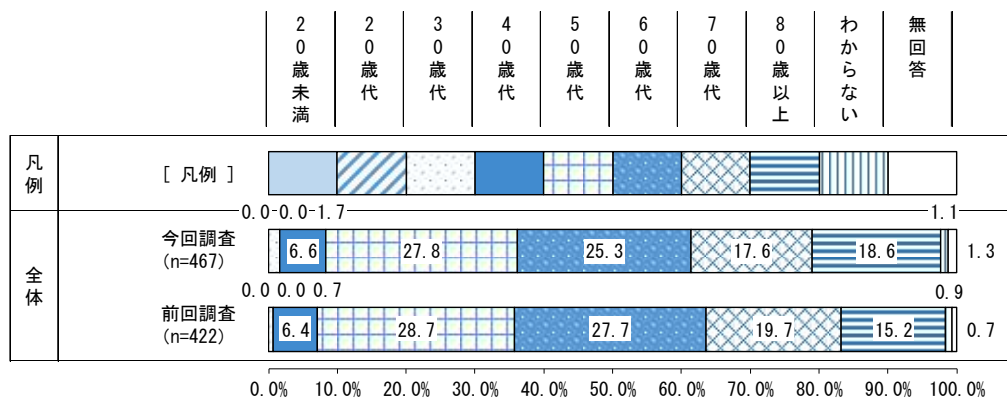 20歳未満
20歳代
30歳代
40歳代
50歳代
60歳代
70歳代
80歳以上
わからない
無回答
凡例
[ 凡例 ]
0.0 0.0 1.7 1.1
全体
今回調査
(n=467)
6.6 27.8 25.3 17.6 18.6 1.3
0.0 0.0 0.7 0.9
前回調査
(n=422)
6.4 28.7 27.7 19.7 15.2 0.7
0.0% 10.0% 20.0% 30.0% 40.0% 50.0% 60.0% 70.0% 80.0% 90.0% 100.0%